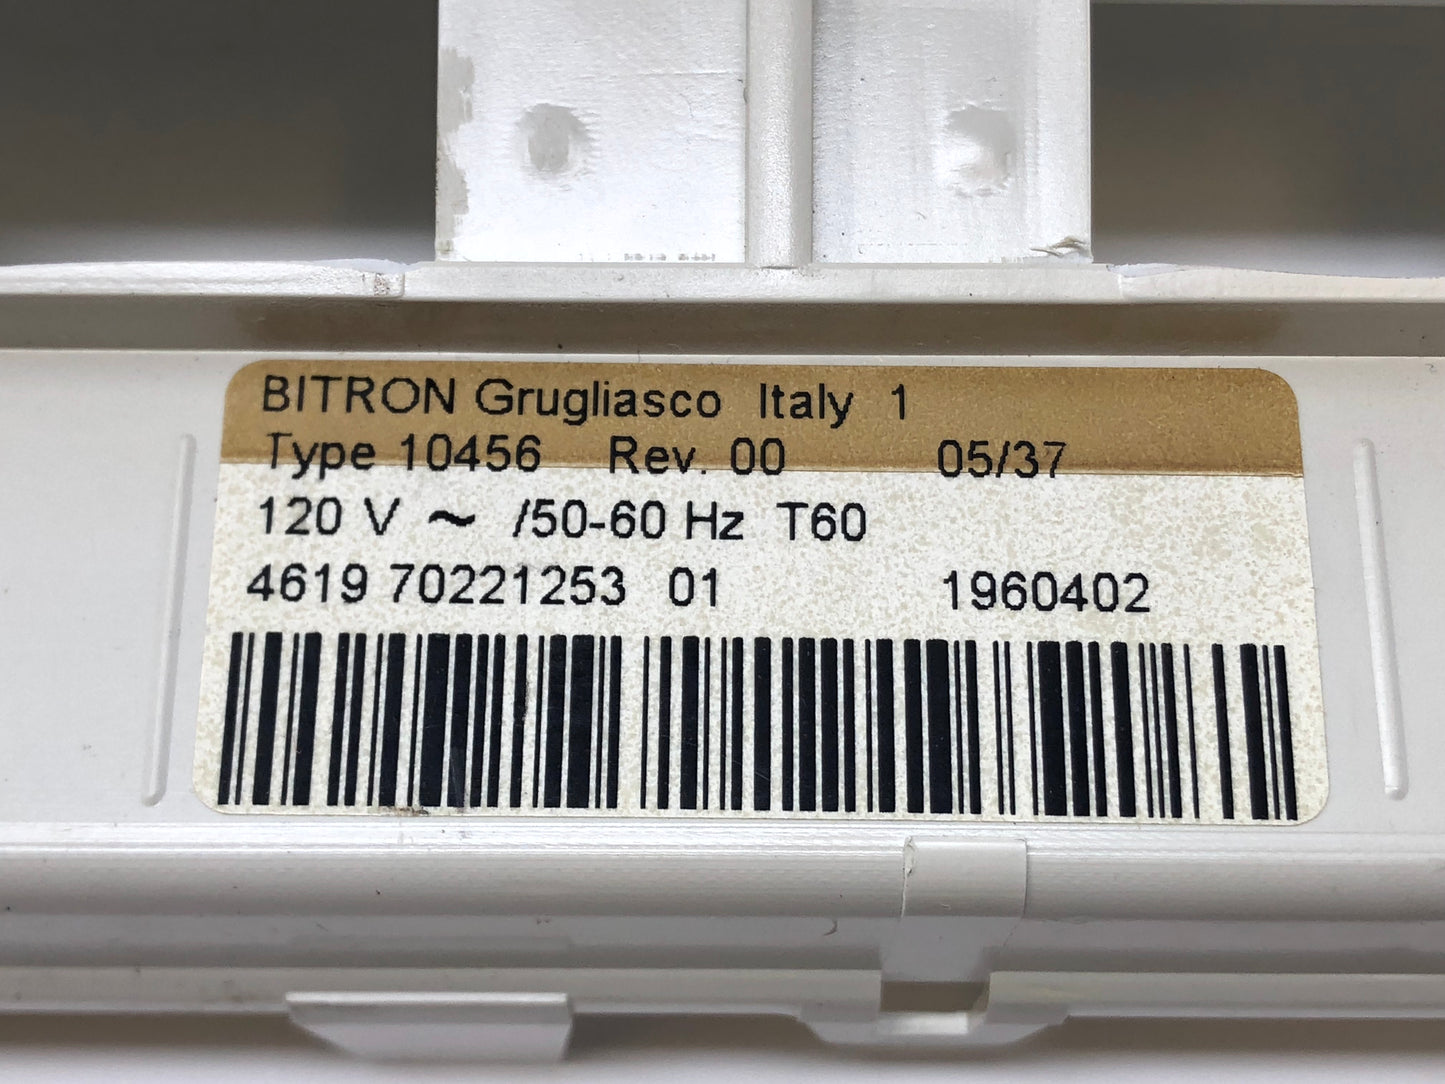 BITRON Grugliasco Italy 1
Type 10456 Rev. 00 05/37
120 V ~ /50-60 Hz T60
4619 70221253 01 1960402